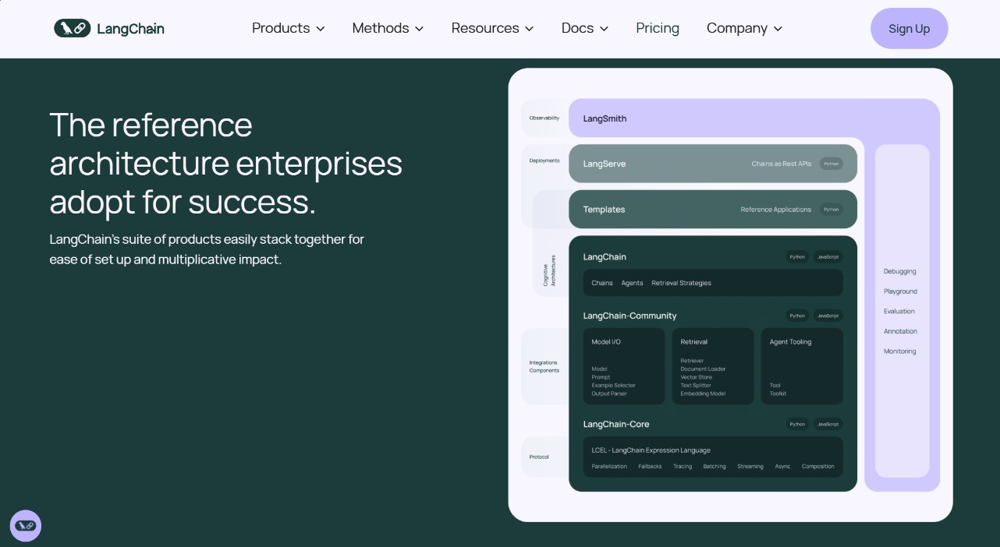 LangChain
Products
Methods
Resources
Docs
Pricing
Company
Sign Up
The reference
architecture enterprises
adopt for success.
LangChain's suite of products easily stack together for
ease of set up and multiplicative impact.
Observability
LangSmith
Deployments
LangServe
Chains as Rest APIs
Python
Templates
Reference Applications
Python
Cognitive
Architectures
LangChain
Python
JavaScript
Chains
Agents
Retrieval Strategies
LangChain-Community
Python
JavaScript
Integrations
Components
Model I/O
Model
Prompt
Example Selector
Output Parser
Retrieval
Retriever
Document Loader
Vector Store
Text Splitter
Embedding Model
Agent Tooling
Tool
Toolkit
LangChain-Core
Python
JavaScript
Protocol
LCEL - LangChain Expression Language
Parallelization
Fallbacks
Tracing
Batching
Streaming
Async
Composition
Debugging
Playground
Evaluation
Annotation
Monitoring